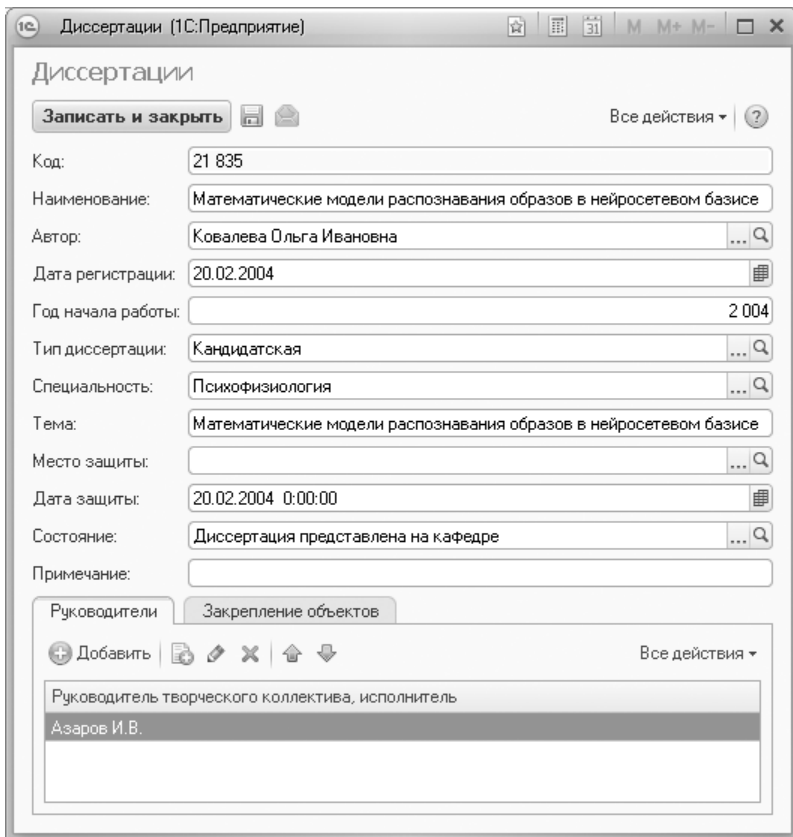 1С Диссертации (1С:Предприятие) 31 M M+ M-
Диссертации
Записать и закрыть Все действия ?
Код: 21 835
Наименование: Математические модели распознавания образов в нейросетевом базисе
Автор: Ковалева Ольга Ивановна ...
Дата регистрации: 20.02.2004
Год начала работы: 2 004
Тип диссертации: Кандидатская ...
Специальность: Психофизиология ...
Тема: Математические модели распознавания образов в нейросетевом базисе
Место защиты: ...
Дата защиты: 20.02.2004 0:00:00
Состояние: Диссертация представлена на кафедре ...
Примечание:
Руководители Закрепление объектов
Добавить Все действия
Руководитель творческого коллектива, исполнитель
Азаров И.В.